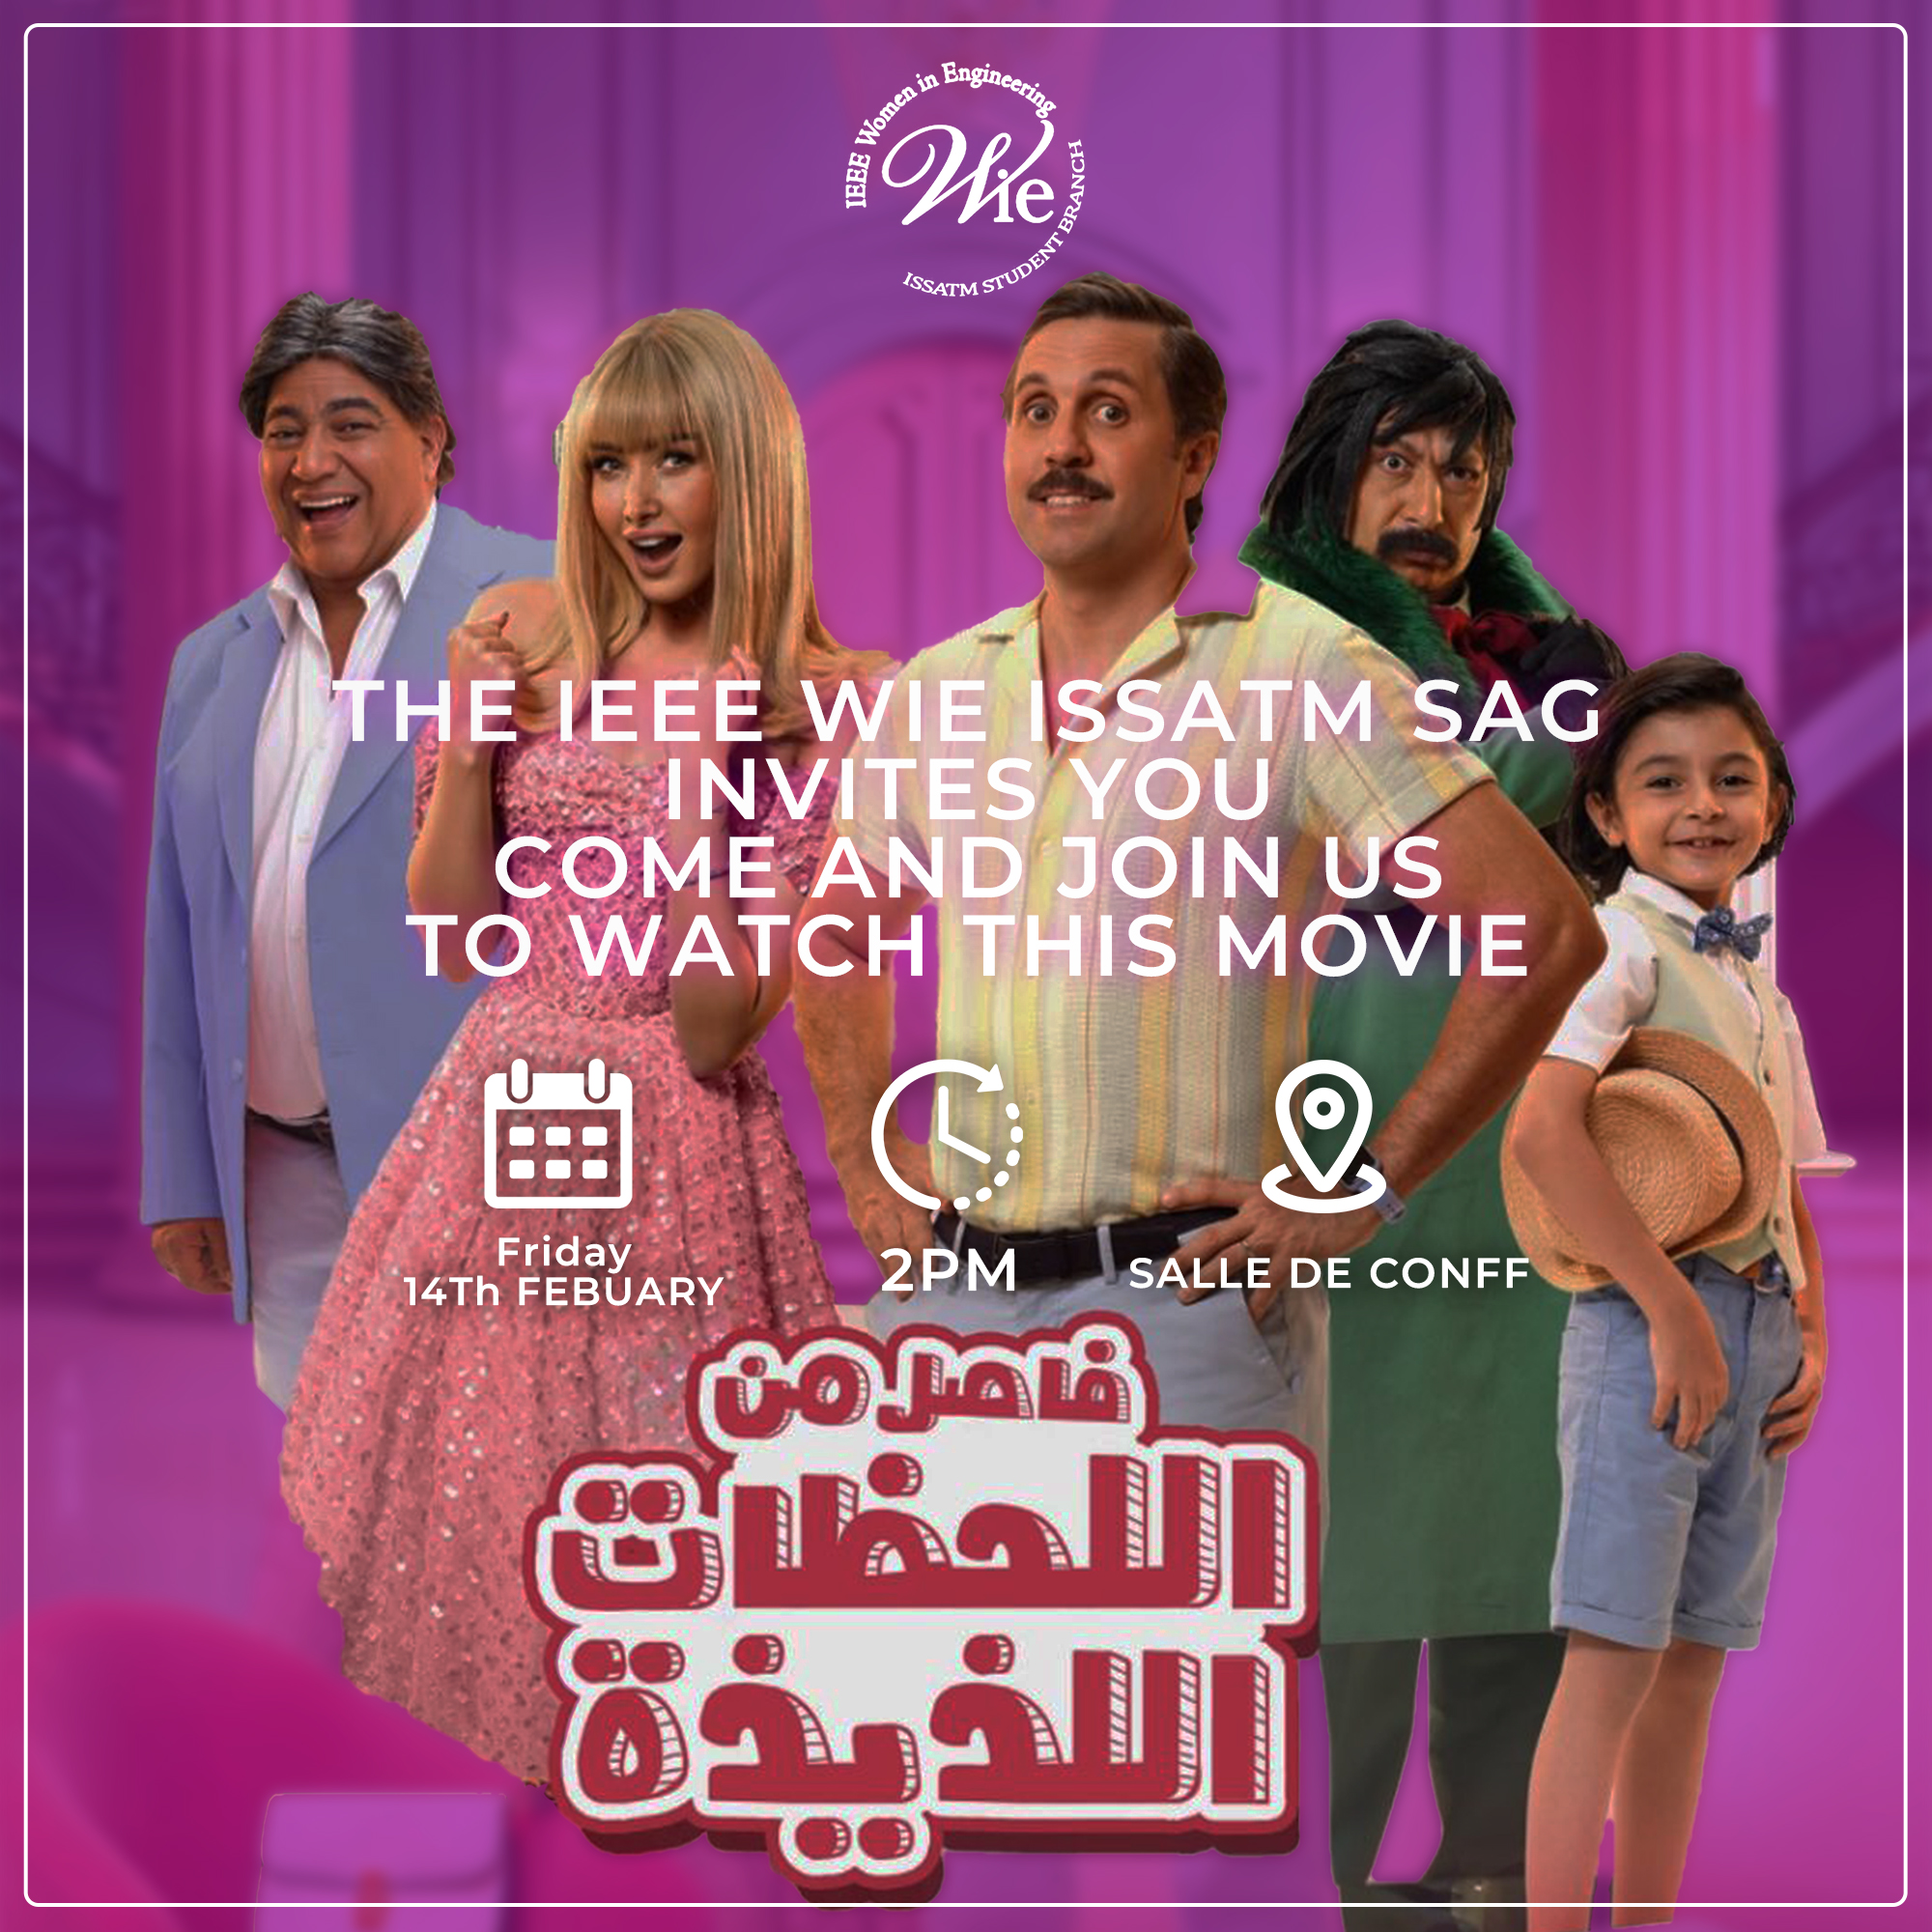 IEEE Women in Engineering
Wie
ISSATM STUDENT BRANCH
THE IEEE WIE ISSATM SAG
INVITES YOU
COME AND JOIN US
TO WATCH THIS MOVIE
Friday
14Th FEBUARY
2PM
SALLE DE CONFF
فاصل من
اللحظات
اللذيذة